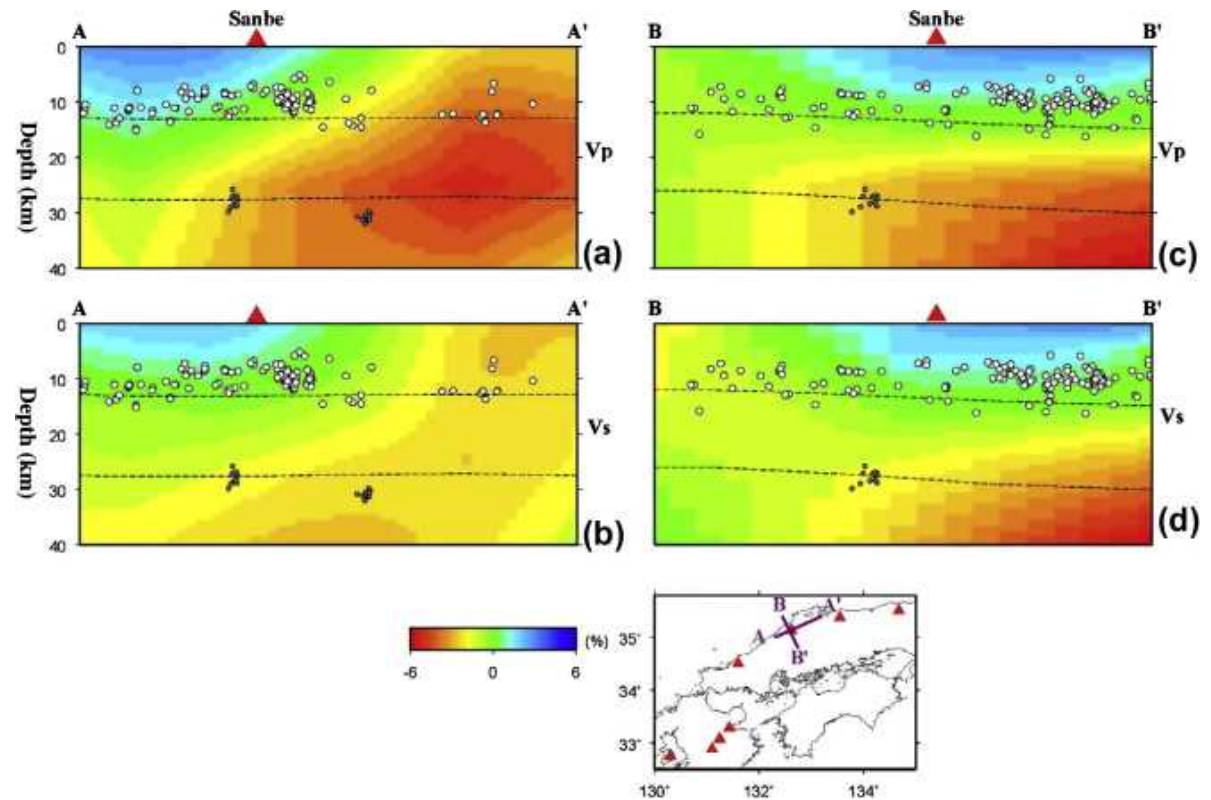 A Sanbe A'
0
10
20
30
40
Depth (km)
Vp
(a)
B Sanbe B'
Vp
(c)
A A'
0
10
20
30
40
Depth (km)
Vs
(b)
B B'
Vs
(d)
-6 0 6 (%)
35'
34'
33'
130' 132' 134'
B A'
A
B'